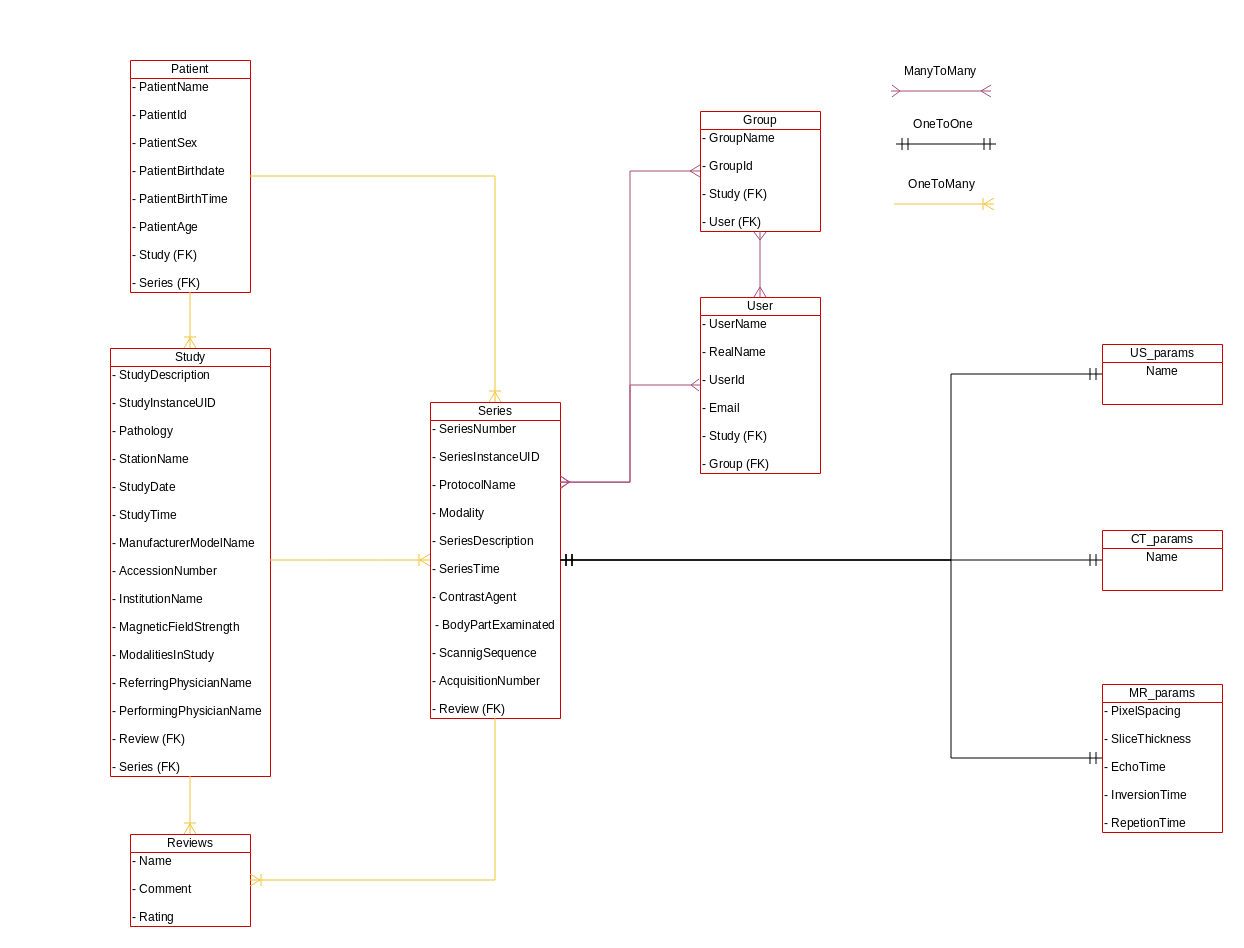 Patient
- PatientName
- PatientId
- PatientSex
- PatientBirthdate
- PatientBirthTime
- PatientAge
- Study (FK)
- Series (FK)
Study
- StudyDescription
- StudyInstanceUID
- Pathology
- StationName
- StudyDate
- StudyTime
- ManufacturerModelName
- AccessionNumber
- InstitutionName
- MagneticFieldStrength
- ModalitiesInStudy
- ReferringPhysicianName
- PerformingPhysicianName
- Review (FK)
- Series (FK)
Reviews
- Name
- Comment
- Rating
Series
- SeriesNumber
- SeriesInstanceUID
- ProtocolName
- Modality
- SeriesDescription
- SeriesTime
- ContrastAgent
- BodyPartExaminated
- ScannigSequence
- AcquisitionNumber
- Review (FK)
Group
- GroupName
- GroupId
- Study (FK)
- User (FK)
User
- UserName
- RealName
- UserId
- Email
- Study (FK)
- Group (FK)
ManyToMany
OneToOne
OneToMany
US_params
Name
CT_params
Name
MR_params
- PixelSpacing
- SliceThickness
- EchoTime
- InversionTime
- RepetionTime